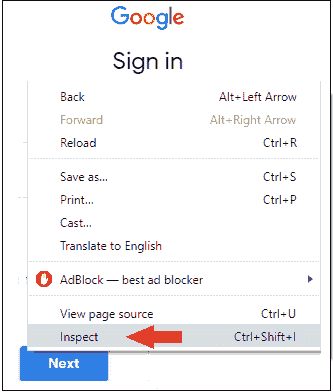 Google
Sign in
Back Alt+Left Arrow
Forward Alt+Right Arrow
Reload Ctrl+R
Save as... Ctrl+S
Print... Ctrl+P
Cast...
Translate to English
AdBlock — best ad blocker
View page source Ctrl+U
Inspect Ctrl+Shift+I
Next